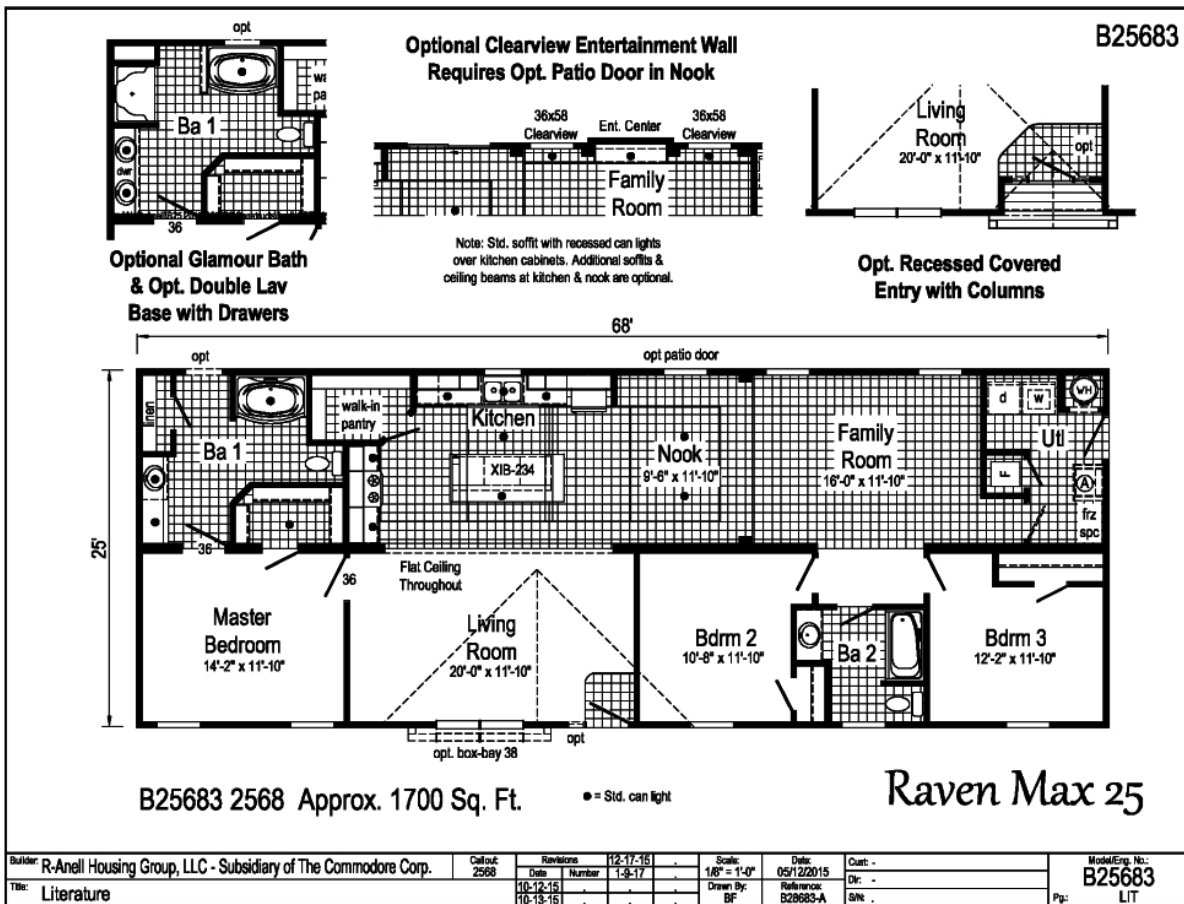 B25683
opt
wa
pa
Ba 1
dwr
36
Optional Glamour Bath
& Opt. Double Lav
Base with Drawers
Optional Clearview Entertainment Wall
Requires Opt. Patio Door in Nook
36x58
Clearview
Ent. Center
36x58
Clearview
Family
Room
Note: Std. soffit with recessed can lights
over kitchen cabinets. Additional soffits &
ceiling beams at kitchen & nook are optional.
Living
Room
20'-0" x 11'-10"
opt
Opt. Recessed Covered
Entry with Columns
68'
opt
opt patio door
25'
linen
Ba 1
walk-in
pantry
Kitchen
XIB-234
Nook
9'-6" x 11'-10"
Family
Room
16'-0" x 11'-10"
d
w
WH
Utl
F
A
frz
spc
36
36
Flat Ceiling
Throughout
Master
Bedroom
14'-2" x 11'-10"
Living
Room
20'-0" x 11'-10"
Bdrm 2
10'-8" x 11'-10"
Ba 2
Bdrm 3
12'-2" x 11'-10"
opt. box-bay 38
opt
B25683 2568 Approx. 1700 Sq. Ft.
= Std. can light
Raven Max 25
Builder: R-Anell Housing Group, LLC - Subsidiary of The Commodore Corp.
Title: Literature
Callout:
2568
Revisions
Date Number
10-12-15
10-13-15
12-17-15
1-9-17
Scale:
1/8" = 1'-0"
Drawn By:
BF
Date:
05/12/2015
Reference:
B28683-A
Cust: -
Dlr: -
S/N: .
Model/Eng. No.:
B25683
Pg.: LIT